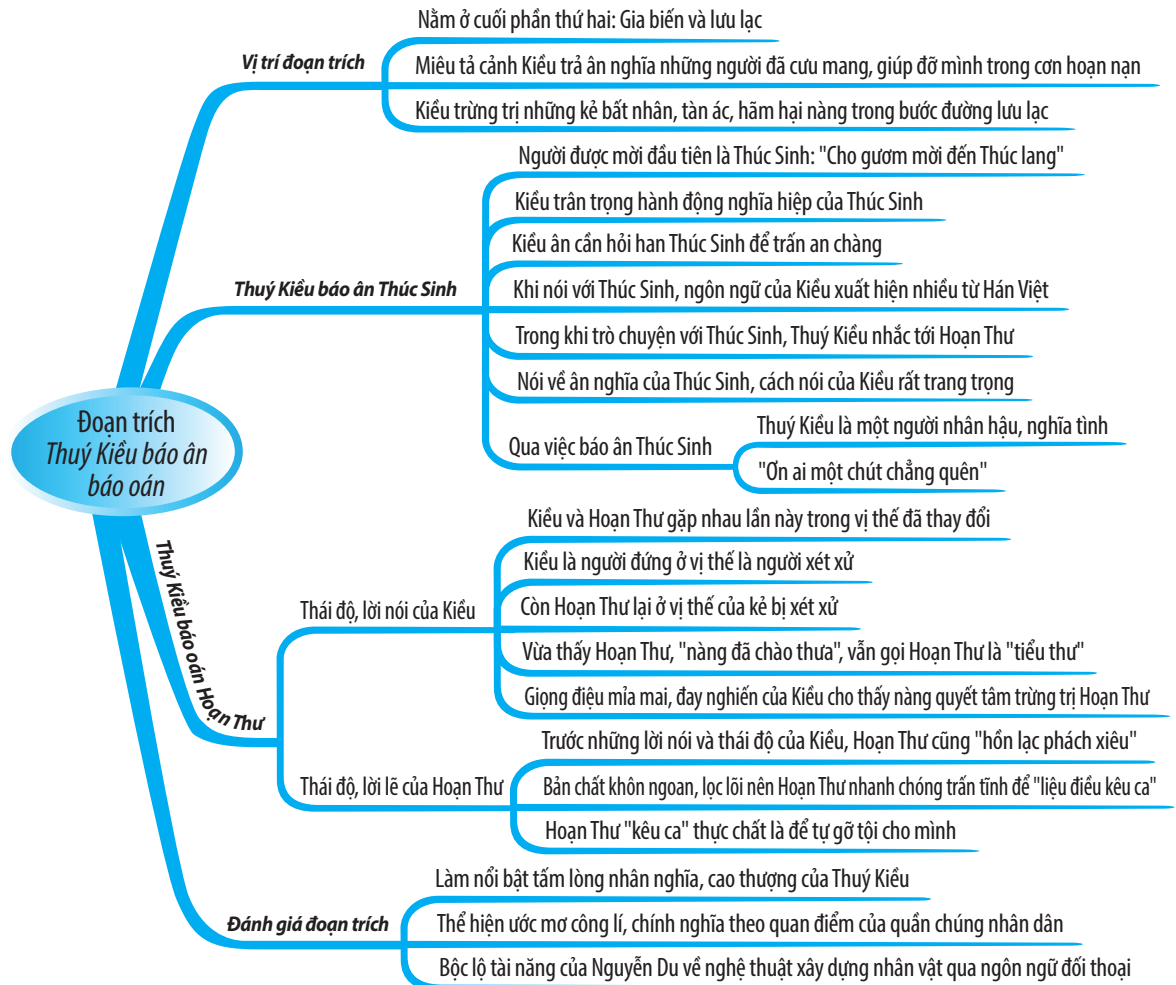 Đoạn trích
Thuý Kiều báo ân
báo oán
Vị trí đoạn trích
Nằm ở cuối phần thứ hai: Gia biến và lưu lạc
Miêu tả cảnh Kiều trả ân nghĩa những người đã cưu mang, giúp đỡ mình trong cơn hoạn nạn
Kiều trừng trị những kẻ bất nhân, tàn ác, hãm hại nàng trong bước đường lưu lạc
Thuý Kiều báo ân Thúc Sinh
Người được mời đầu tiên là Thúc Sinh: "Cho gươm mời đến Thúc lang"
Kiều trân trọng hành động nghĩa hiệp của Thúc Sinh
Kiều ân cần hỏi han Thúc Sinh để trấn an chàng
Khi nói với Thúc Sinh, ngôn ngữ của Kiều xuất hiện nhiều từ Hán Việt
Trong khi trò chuyện với Thúc Sinh, Thuý Kiều nhắc tới Hoạn Thư
Nói về ân nghĩa của Thúc Sinh, cách nói của Kiều rất trang trọng
Qua việc báo ân Thúc Sinh
Thuý Kiều là một người nhân hậu, nghĩa tình
"Ơn ai một chút chẳng quên"
Thuý Kiều báo oán Hoạn Thư
Thái độ, lời nói của Kiều
Kiều và Hoạn Thư gặp nhau lần này trong vị thế đã thay đổi
Kiều là người đứng ở vị thế là người xét xử
Còn Hoạn Thư lại ở vị thế của kẻ bị xét xử
Vừa thấy Hoạn Thư, "nàng đã chào thưa", vẫn gọi Hoạn Thư là "tiểu thư"
Giọng điệu mỉa mai, đay nghiến của Kiều cho thấy nàng quyết tâm trừng trị Hoạn Thư
Thái độ, lời lẽ của Hoạn Thư
Trước những lời nói và thái độ của Kiều, Hoạn Thư cũng "hồn lạc phách xiêu"
Bản chất khôn ngoan, lọc lõi nên Hoạn Thư nhanh chóng trấn tĩnh để "liệu điều kêu ca"
Hoạn Thư "kêu ca" thực chất là để tự gỡ tội cho mình
Đánh giá đoạn trích
Làm nổi bật tấm lòng nhân nghĩa, cao thượng của Thuý Kiều
Thể hiện ước mơ công lí, chính nghĩa theo quan điểm của quần chúng nhân dân
Bộc lộ tài năng của Nguyễn Du về nghệ thuật xây dựng nhân vật qua ngôn ngữ đối thoại